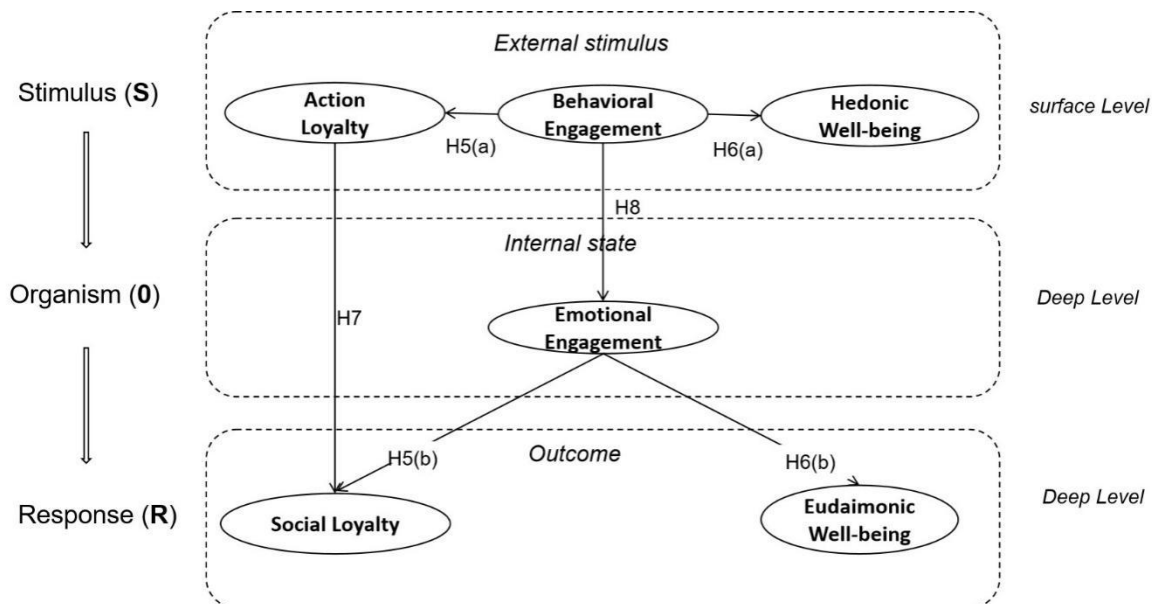 External stimulus
Stimulus (S)
Action
Loyalty
Behavioral
Engagement
Hedonic
Well-being
surface Level
H5(a)
H6(a)
H8
Internal state
Organism (0)
Deep Level
H7
Emotional
Engagement
Outcome
H5(b)
H6(b)
Deep Level
Response (R)
Social Loyalty
Eudaimonic
Well-being